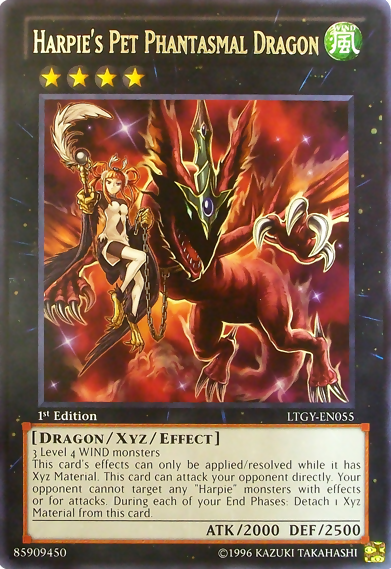 HARPIE'S PET PHANTASMAL DRAGON
WIND
風
1st Edition
LTGY-EN055
[DRAGON/XYZ/EFFECT]
3 Level 4 WIND monsters
This card's effects can only be applied/resolved while it has
Xyz Material. This card can attack your opponent directly. Your
opponent cannot target any "Harpie" monsters with effects
or for attacks. During each of your End Phases: Detach 1 Xyz
Material from this card.
ATK/2000 DEF/2500
85909450
©1996 KAZUKI TAKAHASHI